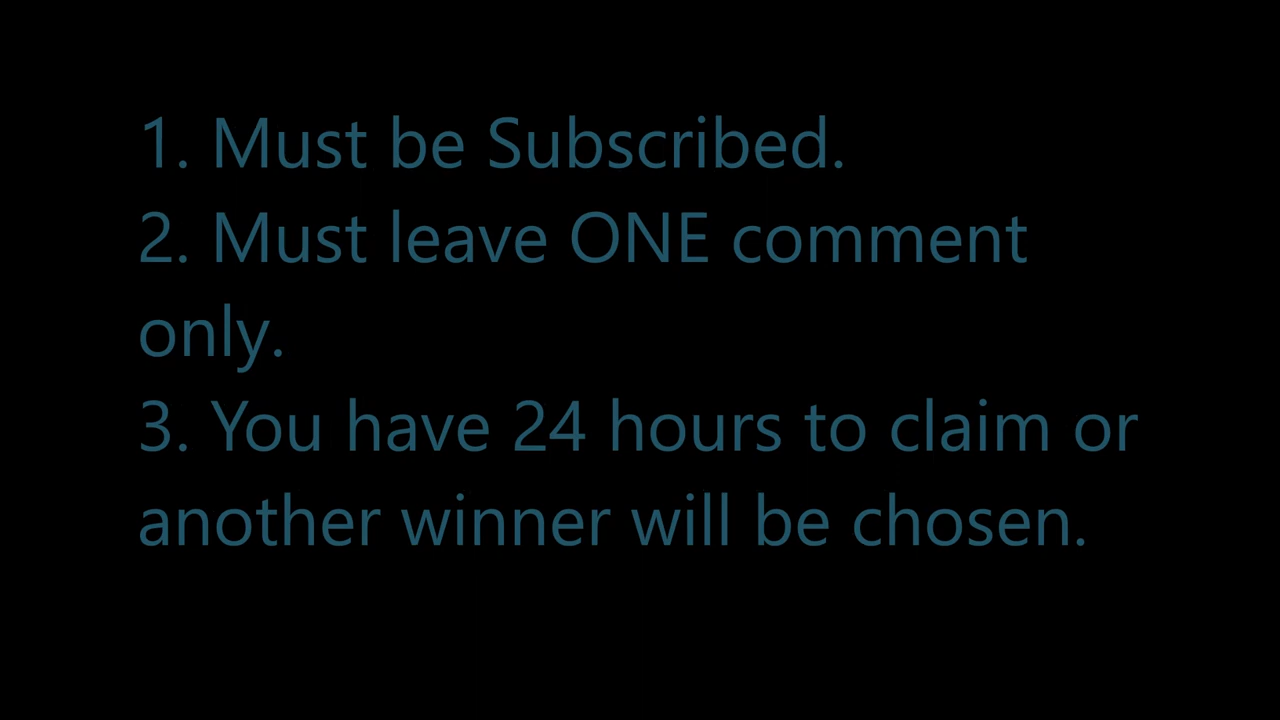 1. Must be Subscribed.
2. Must leave ONE comment
only.
3. You have 24 hours to claim or
another winner will be chosen.